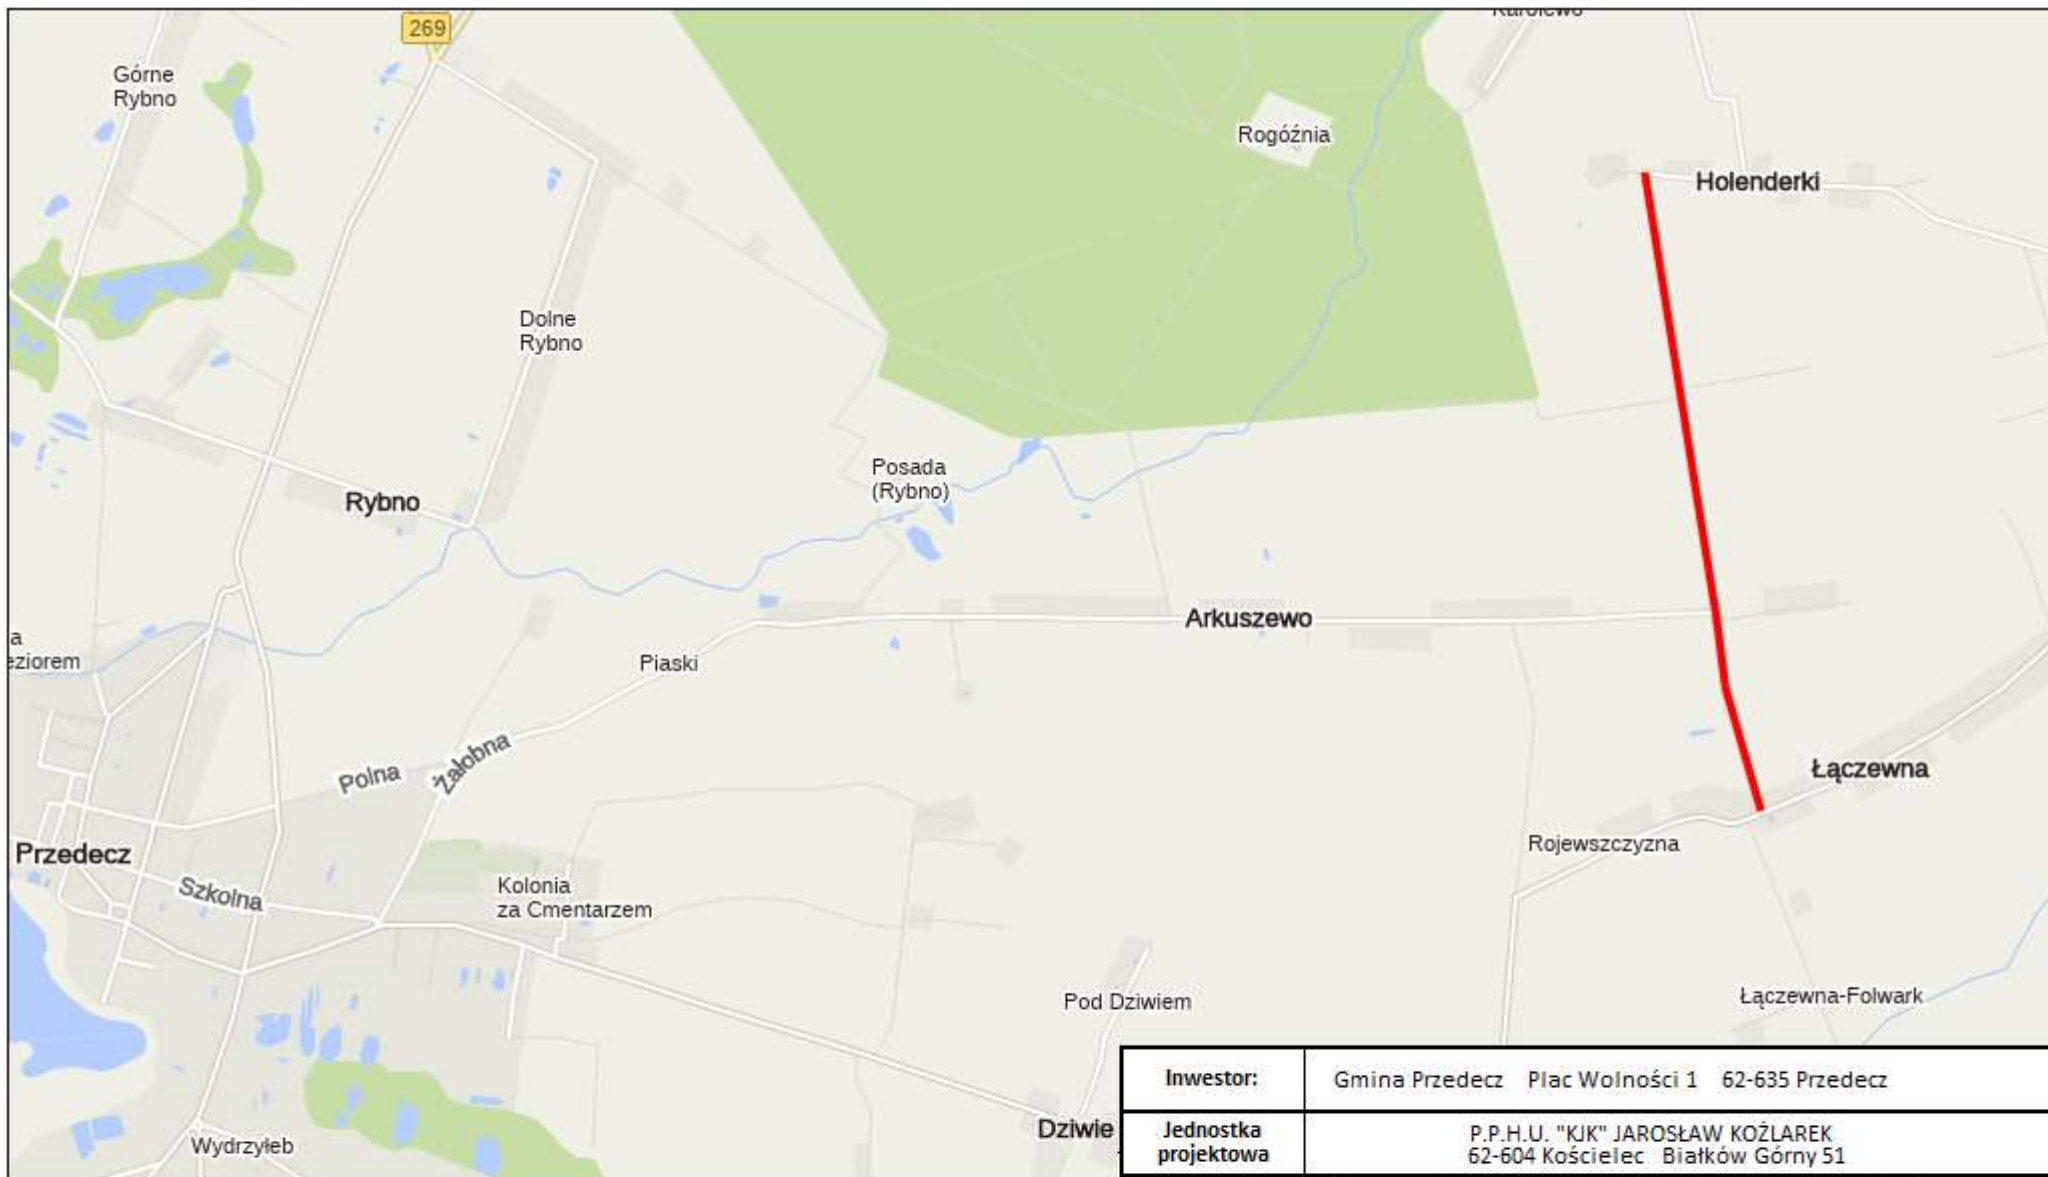 269
Górne
Rybno
Rogóźnia
Holenderki
Dolne
Rybno
Posada
(Rybno)
Rybno
Arkuszewo
a
eziorem
Piaski
Żałobna
Polna
Łączewna
Rojewszczyzna
Przedecz
Szkolna
Kolonia
za Cmentarzem
Pod Dziwiem
Łączewna-Folwark
Dziwie
Wydrzyłeb
Inwestor:
Gmina Przedecz Plac Wolności 1 62-635 Przedecz
Jednostka
projektowa
P.P.H.U. "KJK" JAROSŁAW KOŹLAREK
62-604 Kościelec Białków Górny 51